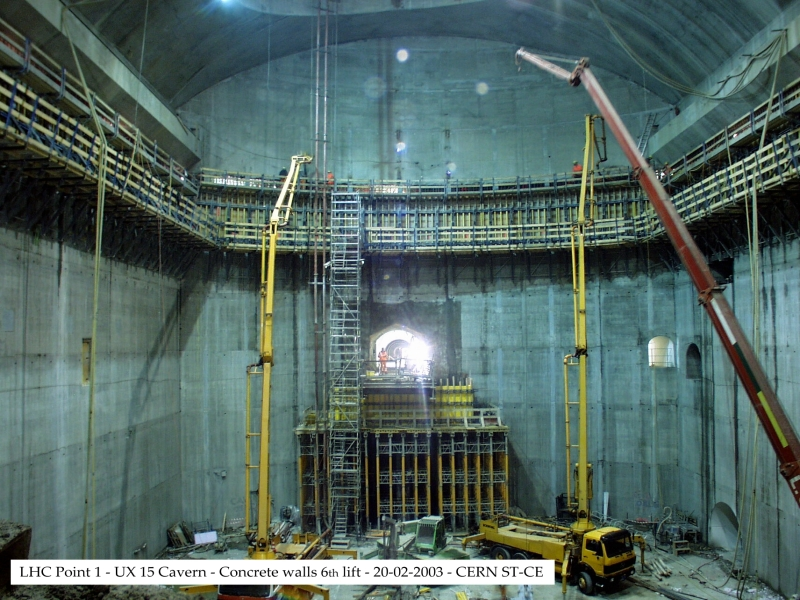 LHC Point 1 - UX 15 Cavern - Concrete walls 6th lift - 20-02-2003 - CERN ST-CE